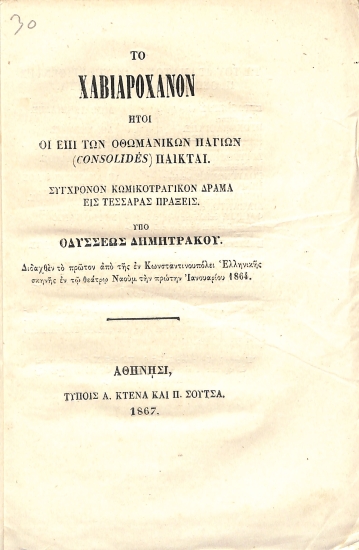 30
ΤΟ
ΧΑΒΙΑΡΟΧΑΝΟΝ
ΗΤΟΙ
ΟΙ ΕΠΙ ΤΩΝ ΟΘΩΜΑΝΙΚΩΝ ΠΑΓΙΩΝ
(CONSOLIDÈS) ΠΑΙΚΤΑΙ.
ΣΥΓΧΡΟΝΟΝ ΚΩΜΙΚΟΤΡΑΓΙΚΟΝ ΔΡΑΜΑ
ΕΙΣ ΤΕΣΣΑΡΑΣ ΠΡΑΞΕΙΣ.
ΥΠΟ
ΟΔΥΣΣΕΩΣ ΔΗΜΗΤΡΑΚΟΥ.
Διδαχθὲν τὸ πρῶτον ἀπὸ τῆς ἐν Κωνσταντινουπόλει Ἑλληνικῆς
σκηνῆς ἐν τῷ θεάτρῳ Ναοὺμ τὴν πρώτην Ἰανουαρίου 1864.
ΑΘΗΝΗΣΙ,
ΤΥΠΟΙΣ Α. ΚΤΕΝΑ ΚΑΙ Π. ΣΟΥΤΣΑ.
1867.